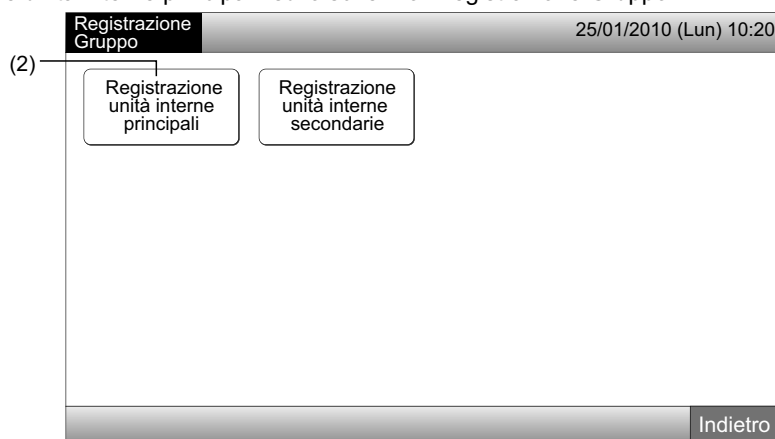 Registrazione
Gruppo
25/01/2010 (Lun) 10:20
(2)
Registrazione
unità interne
principali
Registrazione
unità interne
secondarie
Indietro